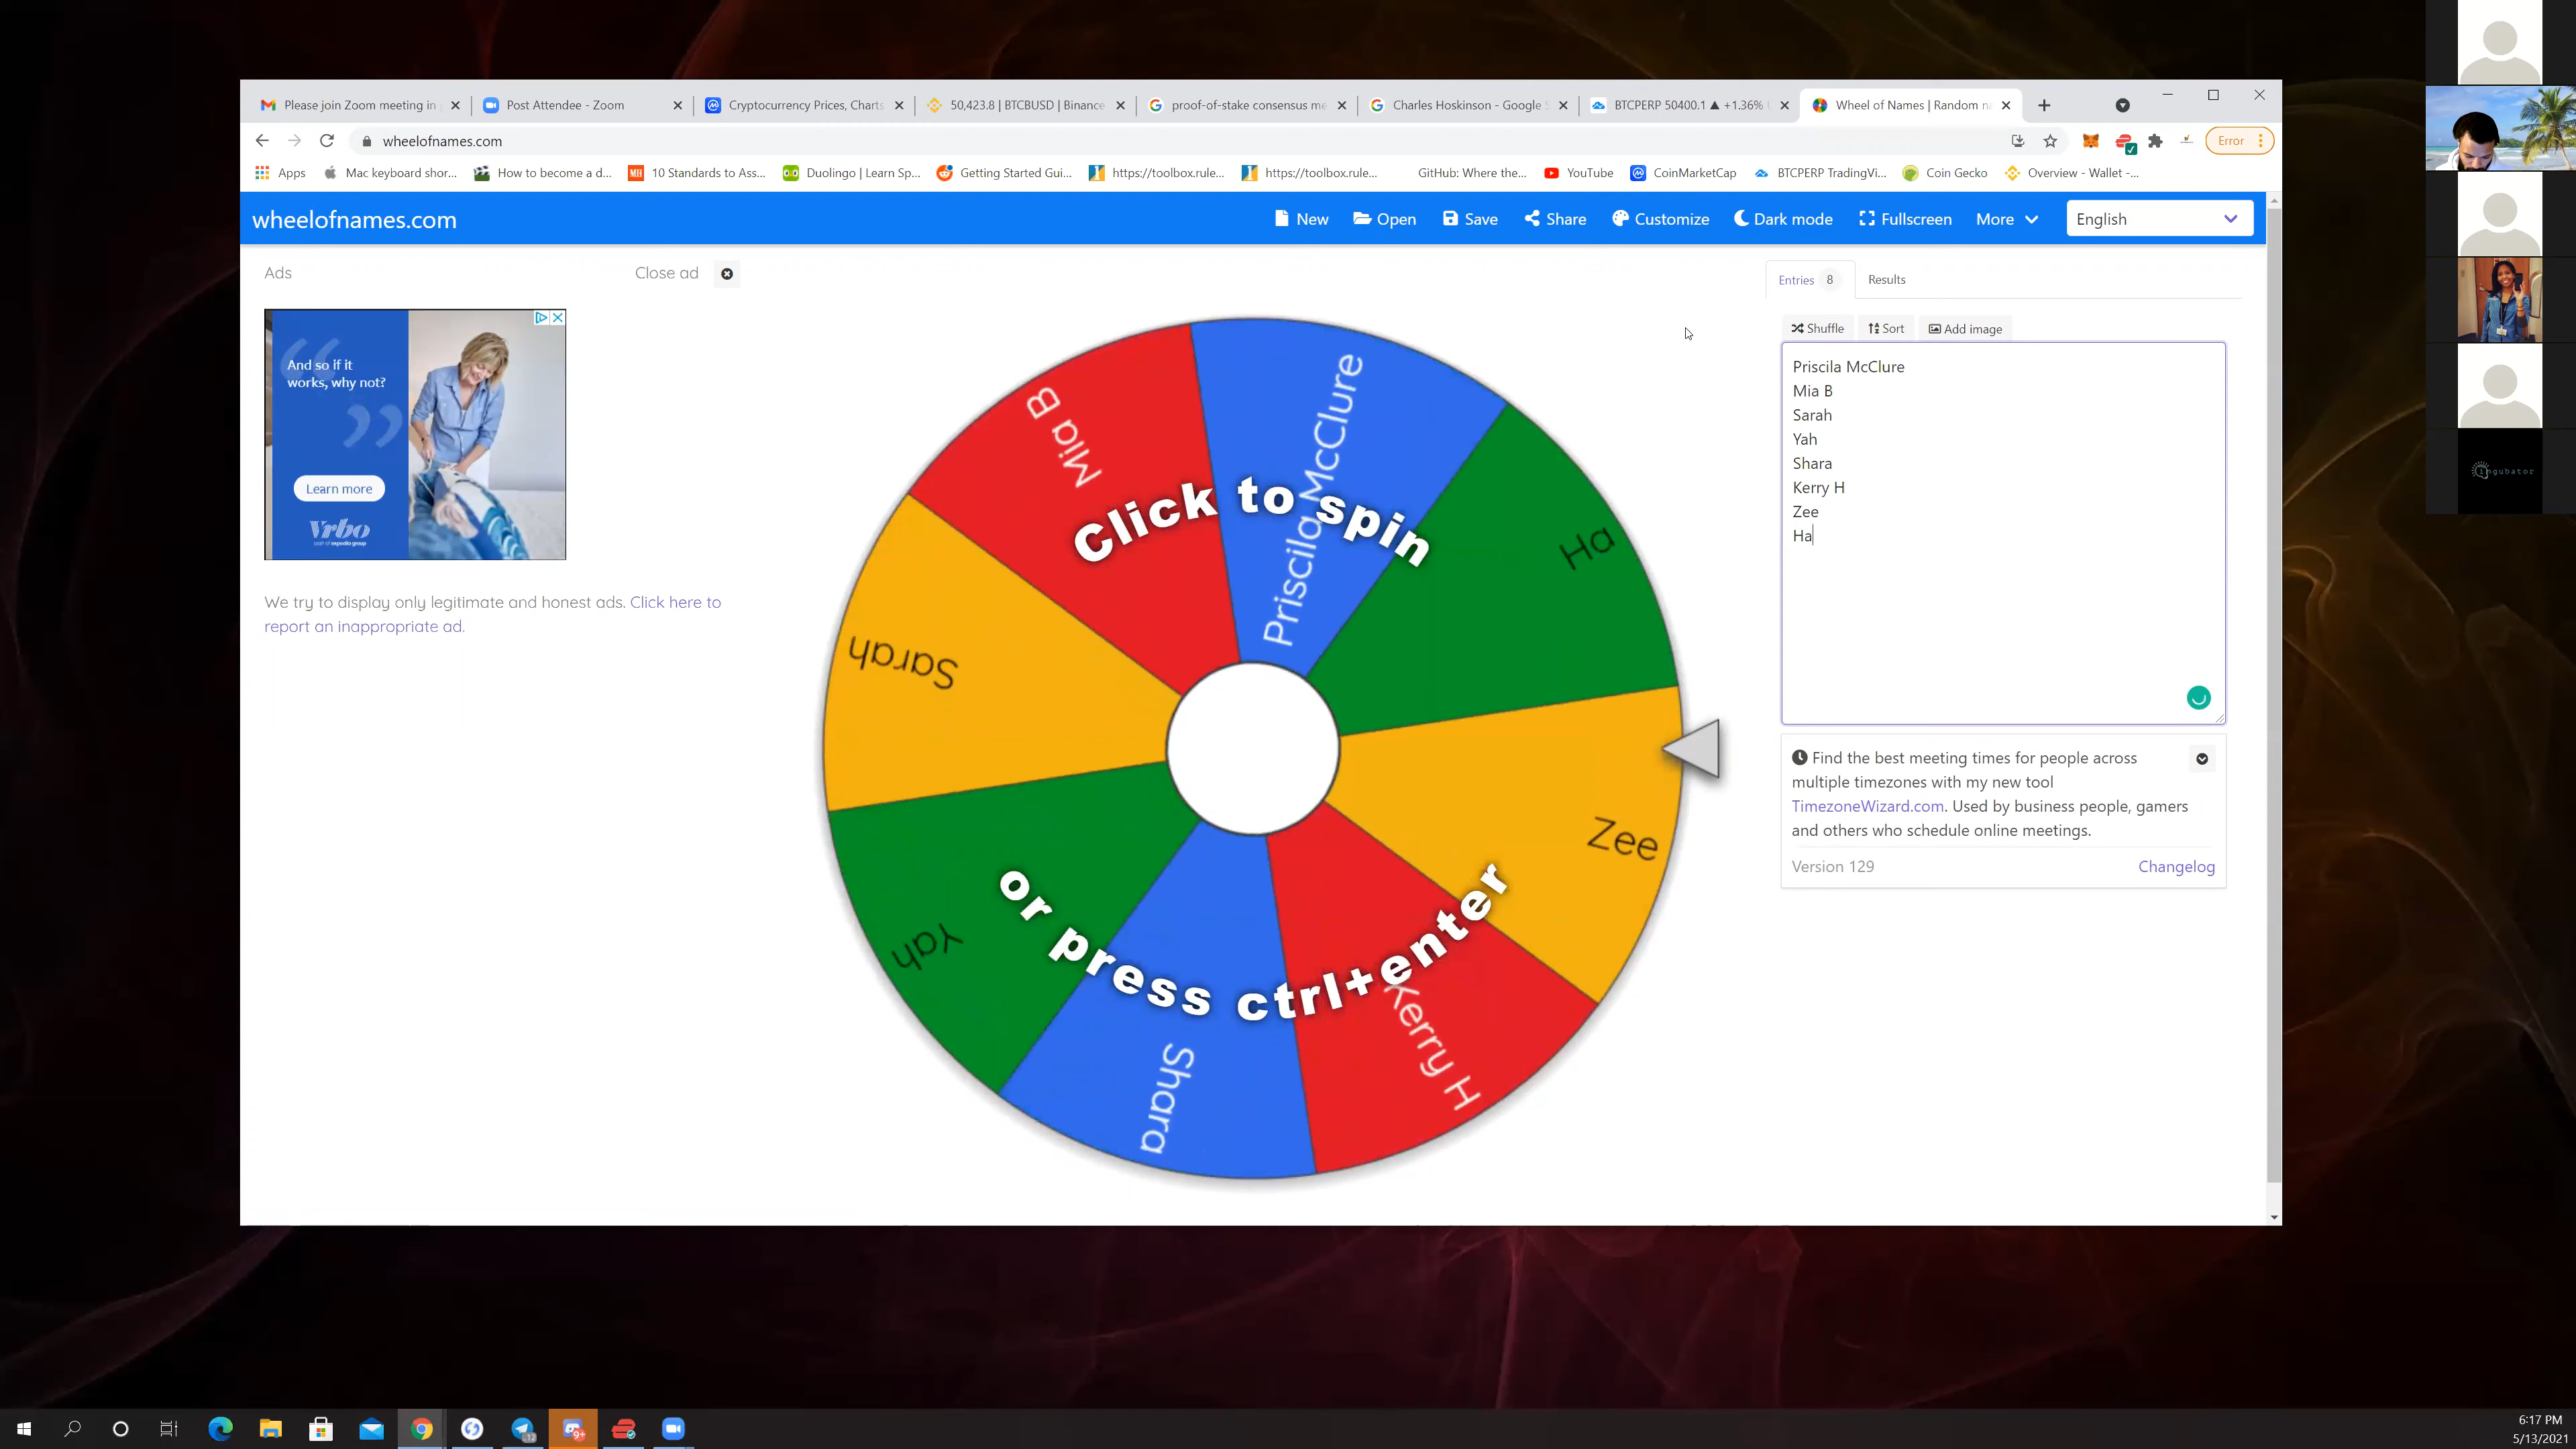 Please join Zoom meeting in
Post Attendee - Zoom
Cryptocurrency Prices, Charts
50,423.8 | BTCBUSD | Binance
proof-of-stake consensus me
Charles Hoskinson - Google S
BTCPERP 50400.1 ▲ +1.36%
Wheel of Names | Random na
wheelofnames.com
Error
Apps
Mac keyboard shor...
How to become a d...
10 Standards to Ass...
Duolingo | Learn Sp...
Getting Started Gui...
https://toolbox.rule...
https://toolbox.rule...
GitHub: Where the...
YouTube
CoinMarketCap
BTCPERP TradingVi...
Coin Gecko
Overview - Wallet -...
wheelofnames.com
New
Open
Save
Share
Customize
Dark mode
Fullscreen
More
English
Ads
Close ad
And so if it
works, why not?
Learn more
Vrbo
part of expedia group
We try to display only legitimate and honest ads. Click here to
report an inappropriate ad.
Click to spin
or press ctrl+enter
Priscila McClure
Mia B
Sarah
Yah
Shara
Kerry H
Zee
Ha
Entries 8
Results
Shuffle
Sort
Add image
Priscila McClure
Mia B
Sarah
Yah
Shara
Kerry H
Zee
Ha
Find the best meeting times for people across
multiple timezones with my new tool
TimezoneWizard.com. Used by business people, gamers
and others who schedule online meetings.
Version 129
Changelog
ingubator
12
9+
6:17 PM
5/13/2021